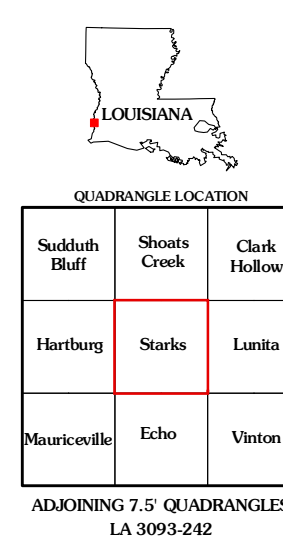 LOUISIANA
QUADRANGLE LOCATION
Sudduth Bluff
Shoats Creek
Clark Hollow
Hartburg
Starks
Lunita
Mauriceville
Echo
Vinton
ADJOINING 7.5' QUADRANGLES
LA 3093-242